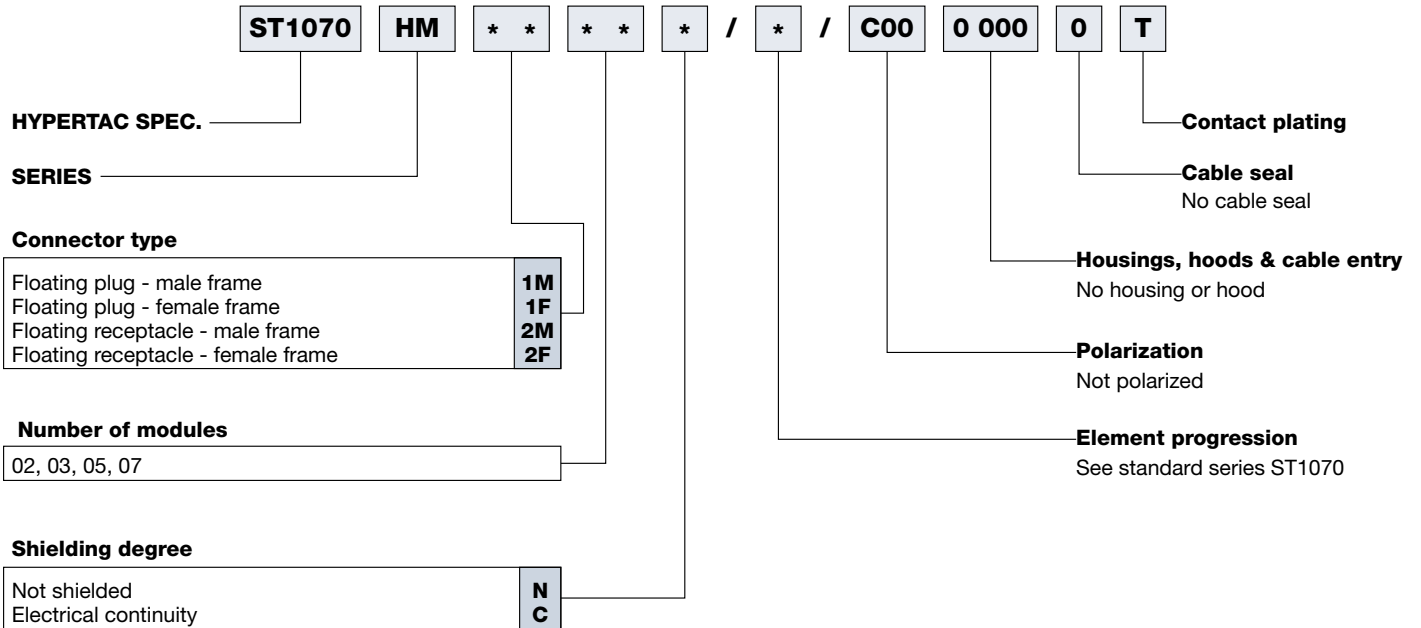 ST1070 HM * * * * * / * / C00 0 000 0 T
HYPERTAC SPEC.
SERIES
Connector type
Floating plug - male frame 1M
Floating plug - female frame 1F
Floating receptacle - male frame 2M
Floating receptacle - female frame 2F
Number of modules
02, 03, 05, 07
Shielding degree
Not shielded N
Electrical continuity C
Contact plating
Cable seal
No cable seal
Housings, hoods & cable entry
No housing or hood
Polarization
Not polarized
Element progression
See standard series ST1070